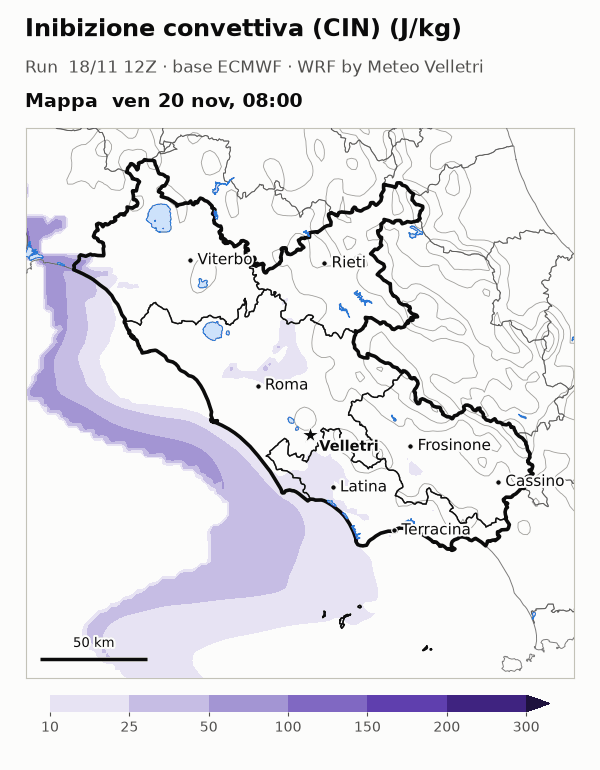 Inibizione convettiva (CIN) (J/kg)
Run  18/11 12Z · base ECMWF · WRF by Meteo Velletri
Mappa  ven 20 nov, 08:00
Viterbo
Rieti
Roma
Velletri
Frosinone
Cassino
Latina
Terracina
50 km
10 25 50 100 150 200 300